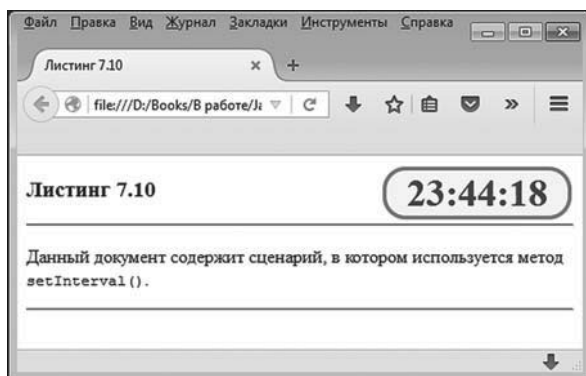 Файл Правка Вид Журнал Закладки Инструменты Справка
Листинг 7.10
file:///D:/Books/В работе/Ja
Листинг 7.10
23:44:18
Данный документ содержит сценарий, в котором используется метод
setInterval().